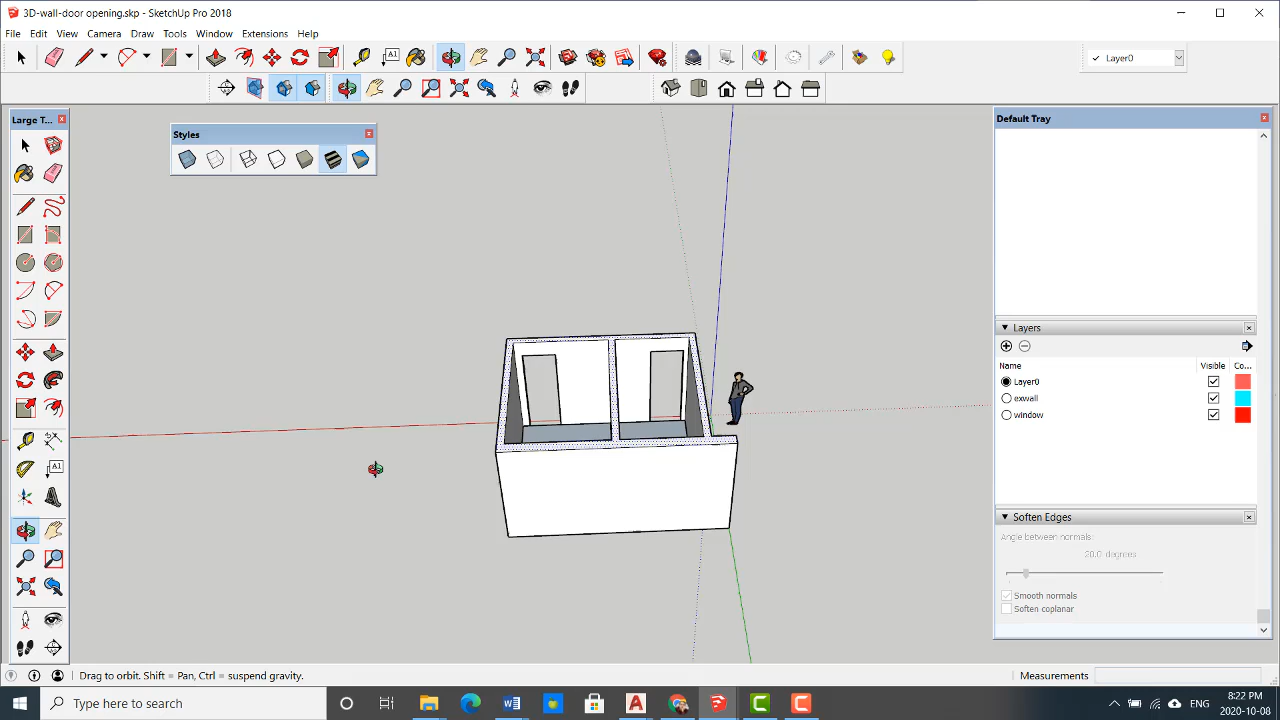 3D-wall-door opening.skp - SketchUp Pro 2018
File Edit View Camera Draw Tools Window Extensions Help
A1
Layer0
Large T...
Styles
Default Tray
Layers
Name Visible Co...
Layer0
exwall
window
A1
Soften Edges
Angle between normals:
20.0 degrees
Smooth normals
Soften coplanar
Drag to orbit. Shift = Pan, Ctrl = suspend gravity.
Measurements
Type here to search
ENG
8:22 PM
2020-10-08